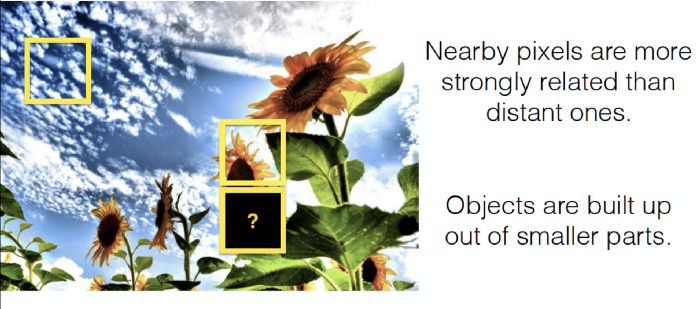 Nearby pixels are more
strongly related than
distant ones.
?
Objects are built up
out of smaller parts.